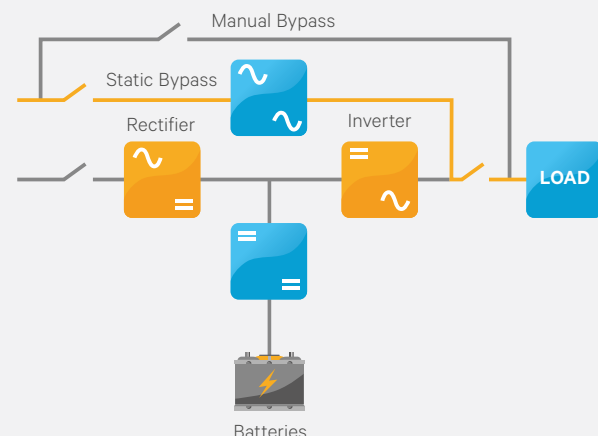 Manual Bypass
Static Bypass
Rectifier
Inverter
LOAD
Batteries